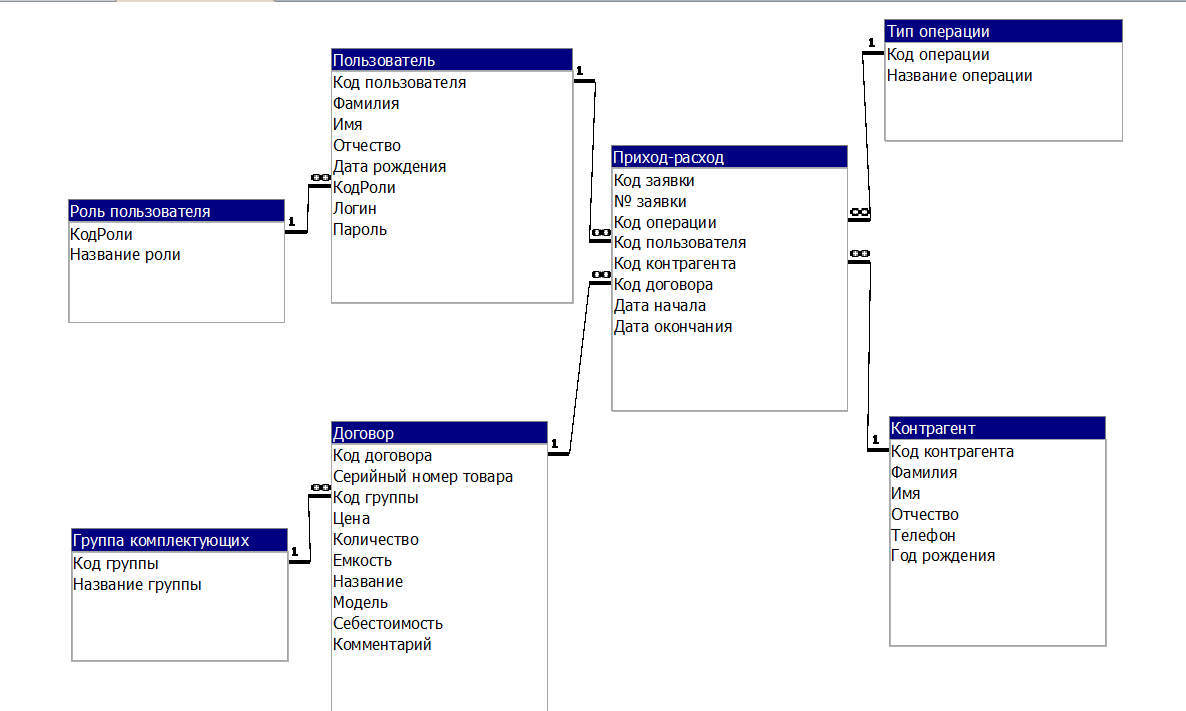 Роль пользователя
КодРоли
Название роли
1
∞
Пользователь
Код пользователя
Фамилия
Имя
Отчество
Дата рождения
КодРоли
Логин
Пароль
1
∞
Приход-расход
Код заявки
№ заявки
Код операции
Код пользователя
Код контрагента
Код договора
Дата начала
Дата окончания
∞
∞
∞
1
Тип операции
Код операции
Название операции
Группа комплектующих
Код группы
Название группы
1
∞
Договор
Код договора
Серийный номер товара
Код группы
Цена
Количество
Емкость
Название
Модель
Себестоимость
Комментарий
1
1
Контрагент
Код контрагента
Фамилия
Имя
Отчество
Телефон
Год рождения